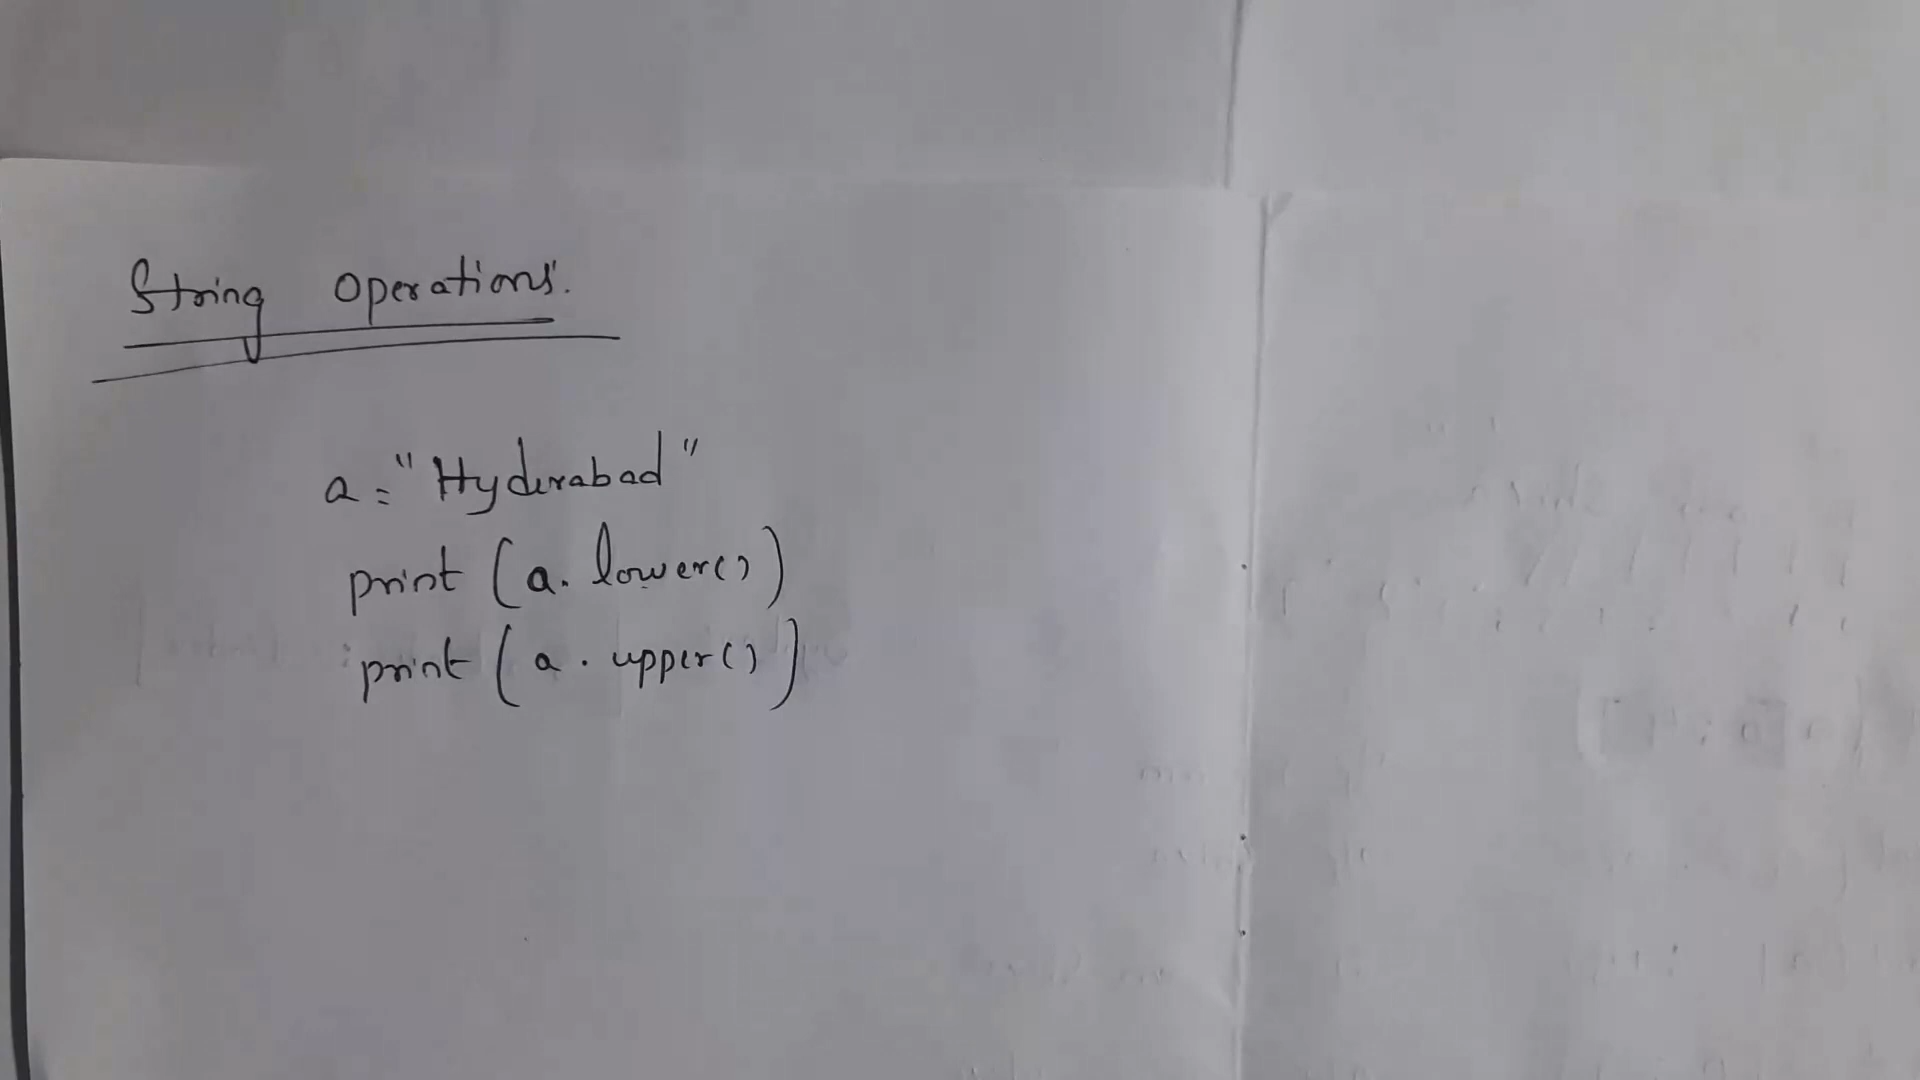 String Operations.
a = "Hyderabad"
print (a. lower())
print (a. upper())